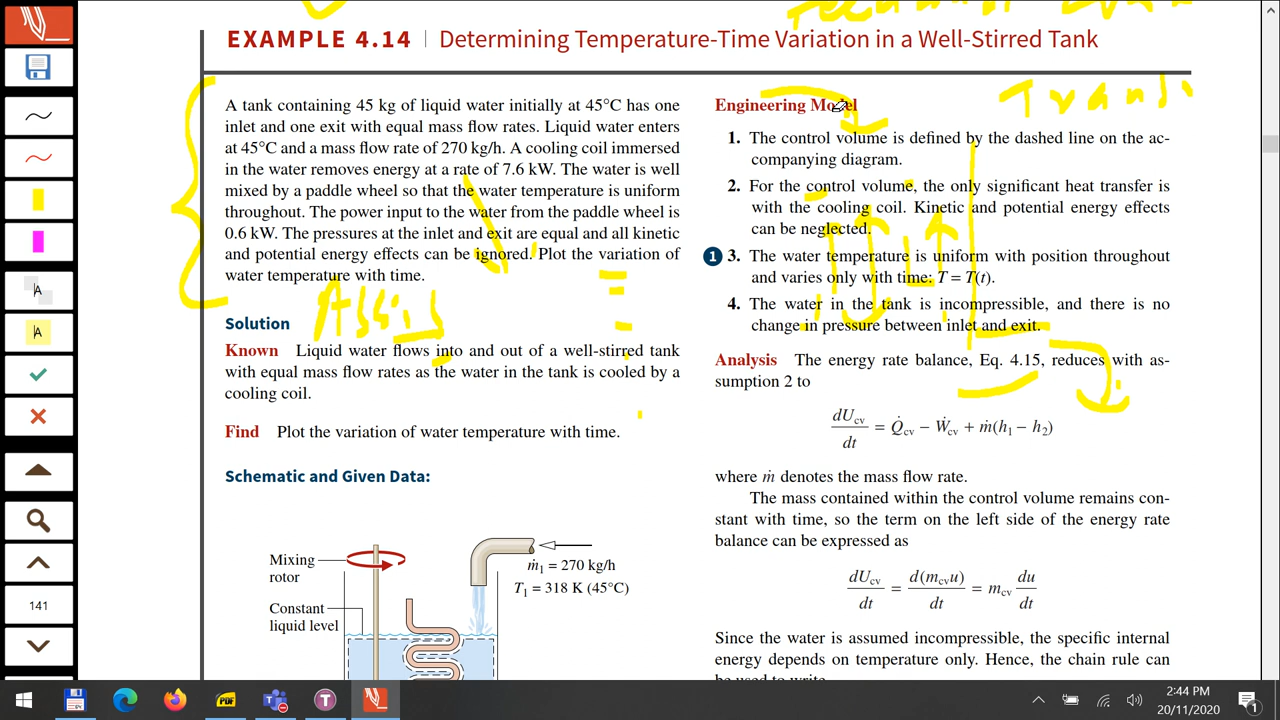 EXAMPLE 4.14 | Determining Temperature-Time Variation in a Well-Stirred Tank
A tank containing 45 kg of liquid water initially at 45°C has one
inlet and one exit with equal mass flow rates. Liquid water enters
at 45°C and a mass flow rate of 270 kg/h. A cooling coil immersed
in the water removes energy at a rate of 7.6 kW. The water is well
mixed by a paddle wheel so that the water temperature is uniform
throughout. The power input to the water from the paddle wheel is
0.6 kW. The pressures at the inlet and exit are equal and all kinetic
and potential energy effects can be ignored. Plot the variation of
water temperature with time.
Assis
Solution
Known Liquid water flows into and out of a well-stirred tank
with equal mass flow rates as the water in the tank is cooled by a
cooling coil.
Find Plot the variation of water temperature with time.
Schematic and Given Data:
Mixing
rotor
ṁ1 = 270 kg/h
T1 = 318 K (45°C)
Constant
liquid level
Engineering Model
Trans
1. The control volume is defined by the dashed line on the ac-
companying diagram.
2. For the control volume, the only significant heat transfer is
with the cooling coil. Kinetic and potential energy effects
can be neglected.
1 3. The water temperature is uniform with position throughout
and varies only with time: T = T(t).
4. The water in the tank is incompressible, and there is no
change in pressure between inlet and exit.
Analysis The energy rate balance, Eq. 4.15, reduces with as-
sumption 2 to
dUcv/dt = Q̇cv − Ẇcv + ṁ(h1 − h2)
where ṁ denotes the mass flow rate.
The mass contained within the control volume remains con-
stant with time, so the term on the left side of the energy rate
balance can be expressed as
dUcv/dt = d(mcvu)/dt = mcv du/dt
Since the water is assumed incompressible, the specific internal
energy depends on temperature only. Hence, the chain rule can
be used to write
141
2:44 PM
20/11/2020